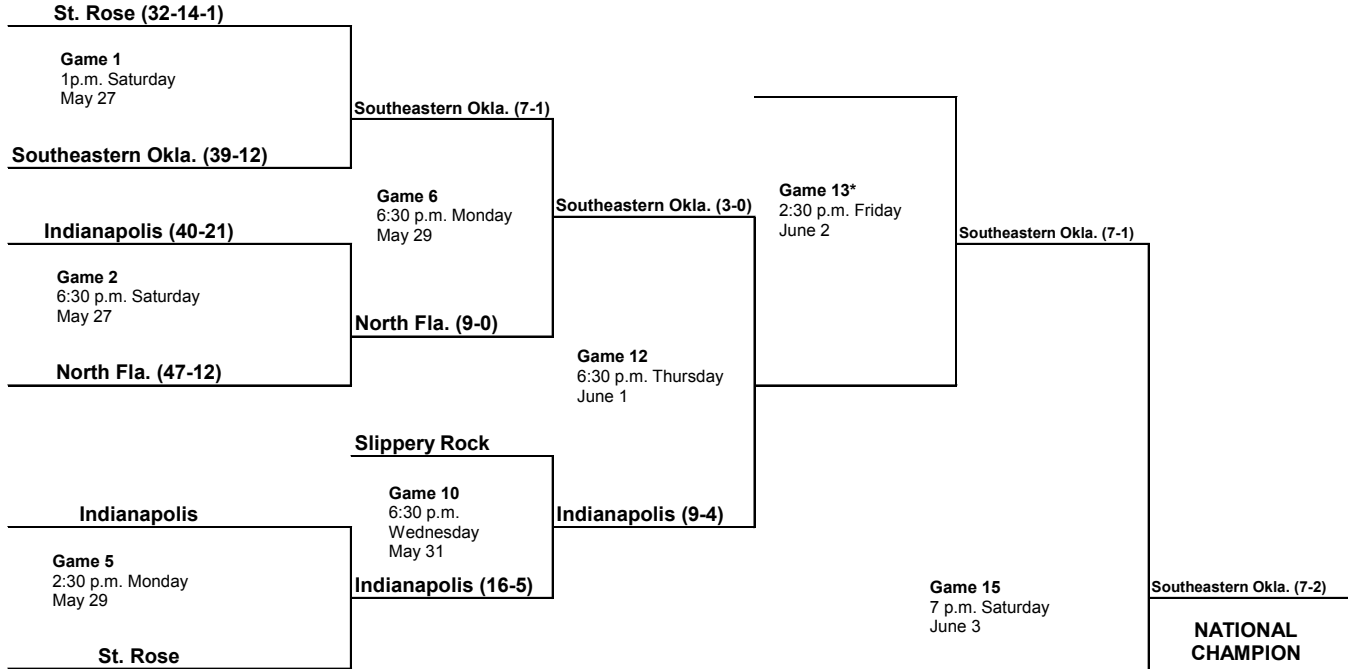 St. Rose (32-14-1)
Game 1
1p.m. Saturday
May 27
Southeastern Okla. (7-1)
Southeastern Okla. (39-12)
Game 6
6:30 p.m. Monday
May 29
Southeastern Okla. (3-0)
Game 13*
2:30 p.m. Friday
June 2
Indianapolis (40-21)
Southeastern Okla. (7-1)
Game 2
6:30 p.m. Saturday
May 27
North Fla. (9-0)
North Fla. (47-12)
Game 12
6:30 p.m. Thursday
June 1
Slippery Rock
Game 10
6:30 p.m.
Wednesday
May 31
Indianapolis
Indianapolis (9-4)
Game 5
2:30 p.m. Monday
May 29
Indianapolis (16-5)
Game 15
7 p.m. Saturday
June 3
Southeastern Okla. (7-2)
NATIONAL
CHAMPION
St. Rose